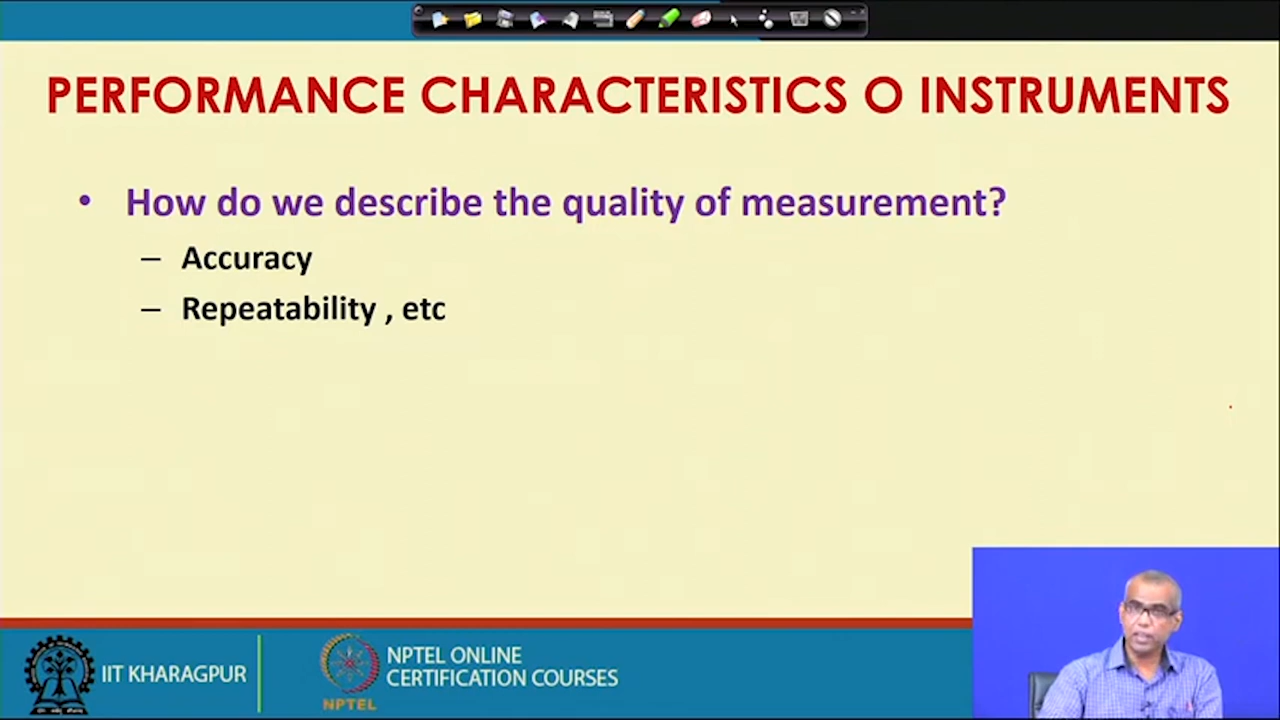 PERFORMANCE CHARACTERISTICS O INSTRUMENTS
• How do we describe the quality of measurement?
– Accuracy
– Repeatability , etc
IIT KHARAGPUR
NPTEL
NPTEL ONLINE
CERTIFICATION COURSES